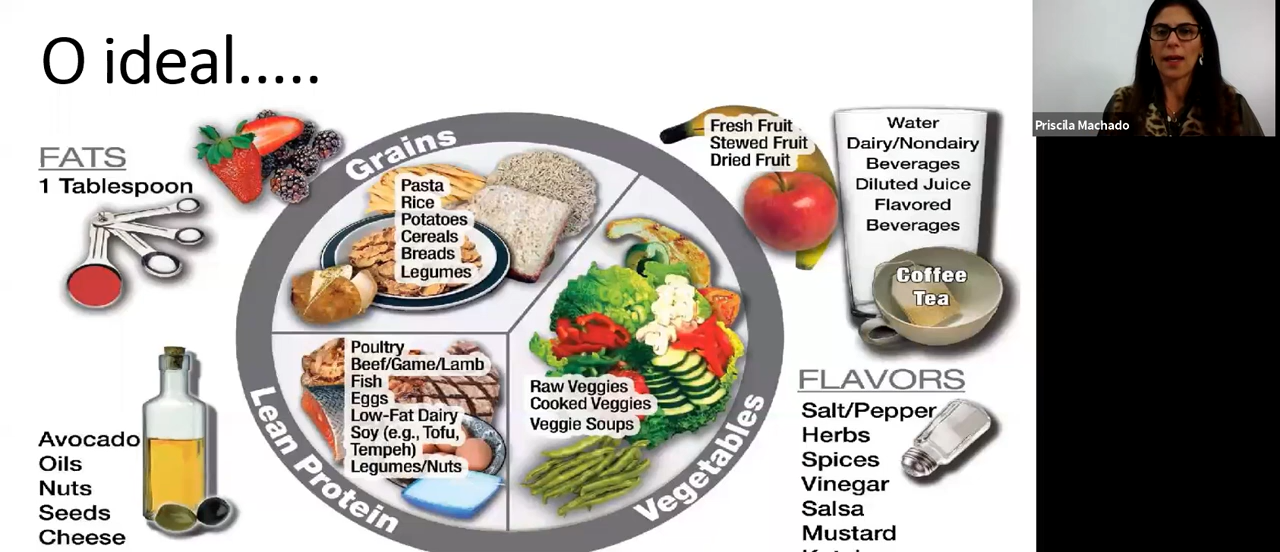 O ideal.....
FATS
1 Tablespoon
Avocado
Oils
Nuts
Seeds
Cheese
Grains
Pasta
Rice
Potatoes
Cereals
Breads
Legumes
Lean Protein
Poultry
Beef/Game/Lamb
Fish
Eggs
Low-Fat Dairy
Soy (e.g., Tofu,
Tempeh)
Legumes/Nuts
Vegetables
Raw Veggies
Cooked Veggies
Veggie Soups
Fresh Fruit
Stewed Fruit
Dried Fruit
Water
Dairy/Nondairy
Beverages
Diluted Juice
Flavored
Beverages
Coffee
Tea
FLAVORS
Salt/Pepper
Herbs
Spices
Vinegar
Salsa
Mustard
Priscila Machado